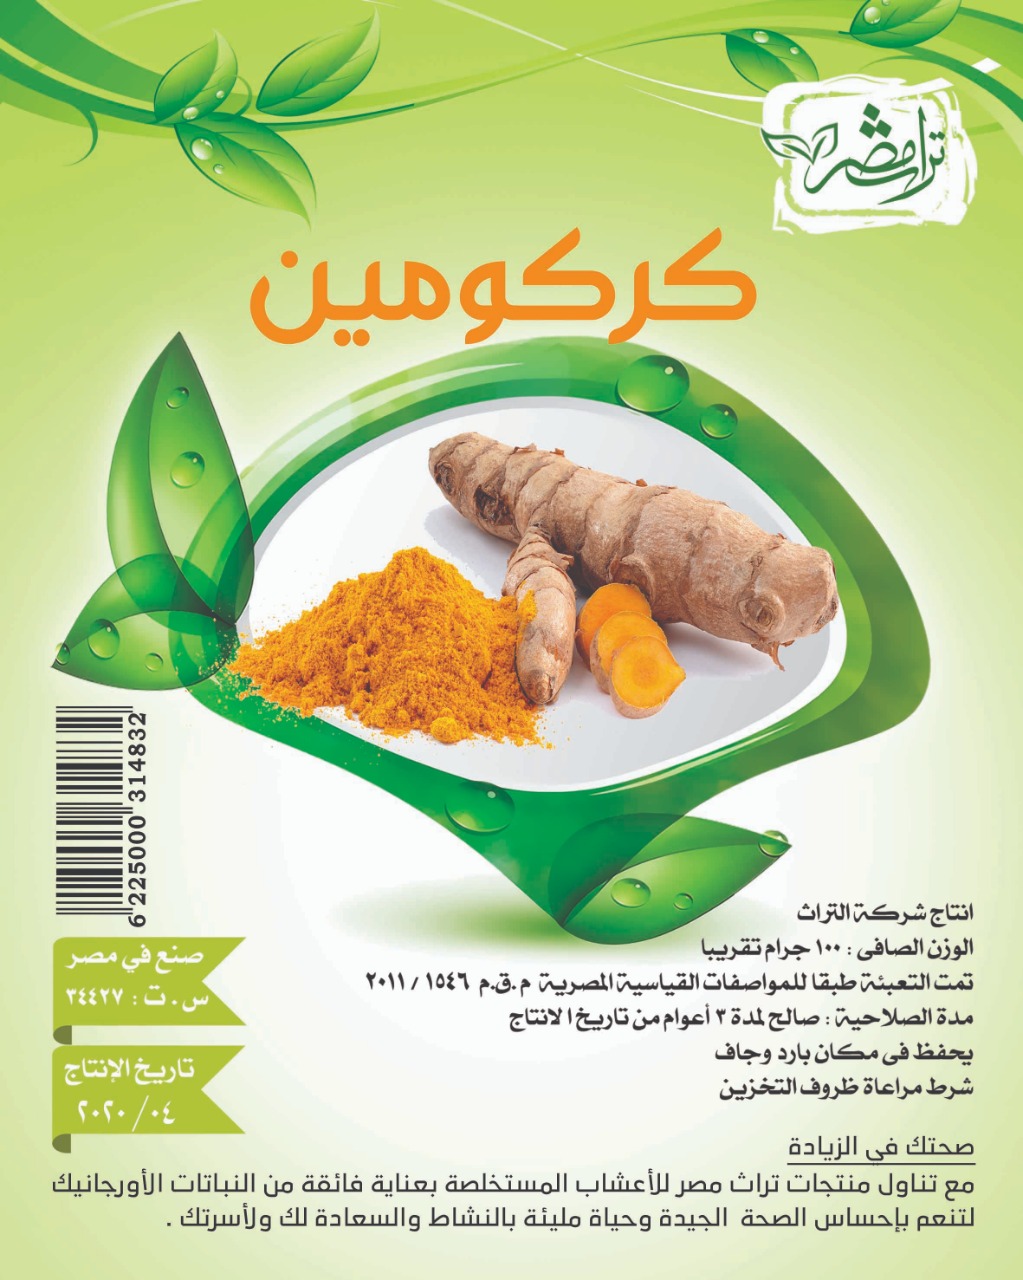 تراث مصر
كركومين
6 225000 314832
انتاج شركة التراث
الوزن الصافى : ١٠٠ جرام تقريبا
تمت التعبئة طبقا للمواصفات القياسية المصرية م.ق.م ١٥٤٦ / ٢٠١١
مدة الصلاحية : صالح لمدة ٣ أعوام من تاريخ الانتاج
يحفظ فى مكان بارد وجاف
شرط مراعاة ظروف التخزين
صنع في مصر
س . ت : ٣٤٤٢٧
تاريخ الإنتاج
٢٠٢٠/٠٤
صحتك في الزيادة
مع تناول منتجات تراث مصر للأعشاب المستخلصة بعناية فائقة من النباتات الأورجانيك
لتنعم بإحساس الصحة الجيدة وحياة مليئة بالنشاط والسعادة لك ولأسرتك .